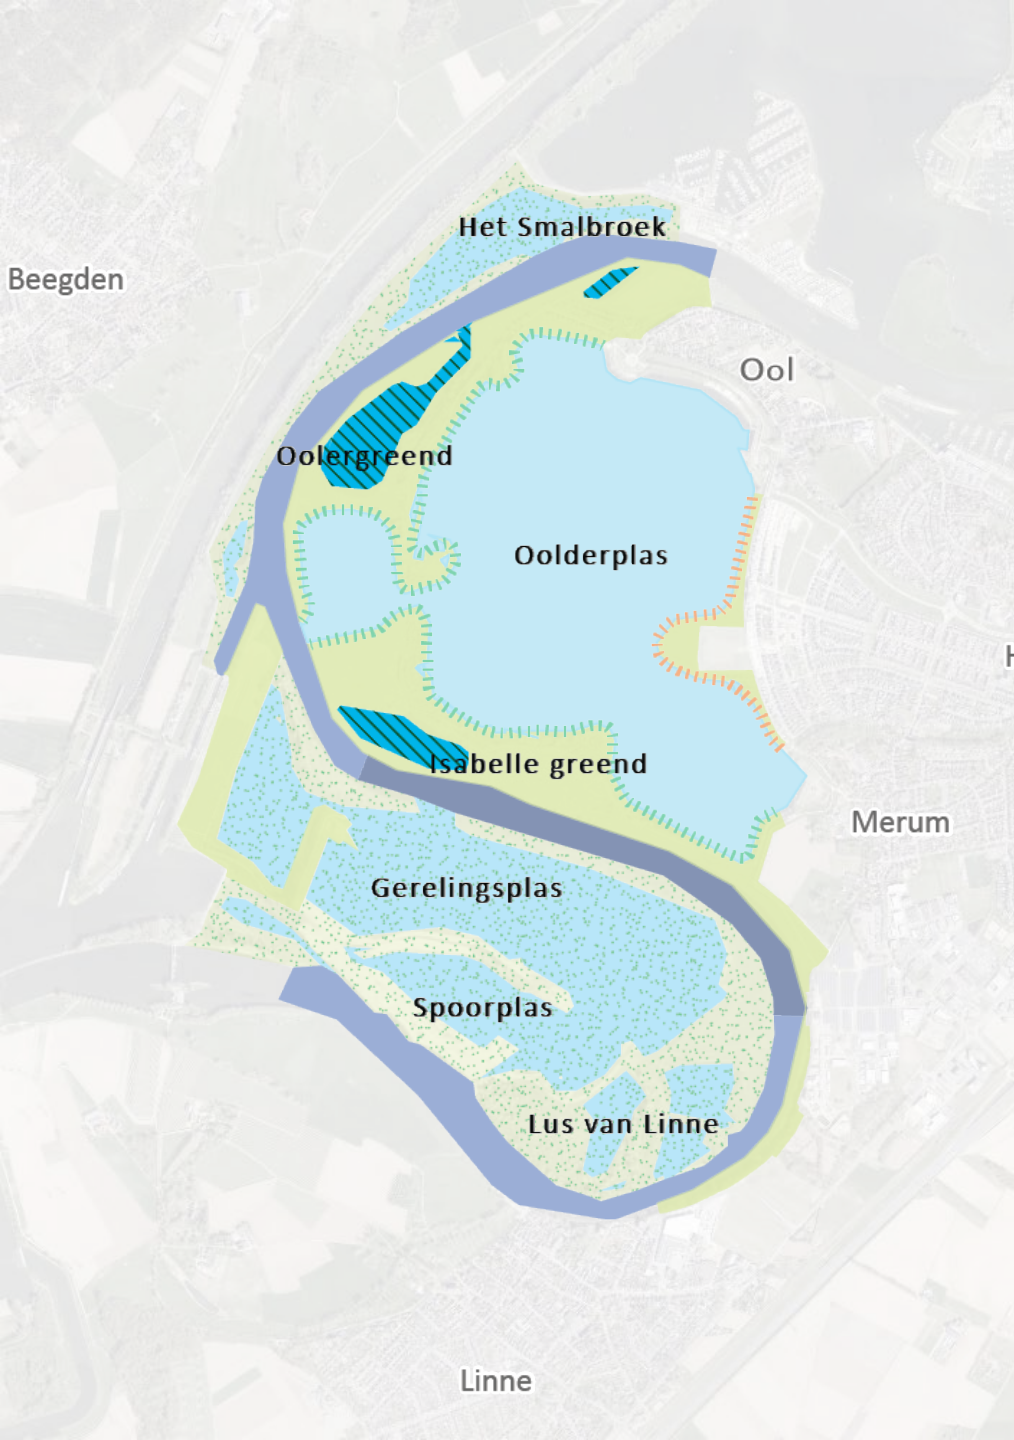 Het Smalbroek
Beegden
Ool
Oolergreend
Oolderplas
H
Isabelle greend
Merum
Gerelingsplas
Spoorplas
Lus van Linne
Linne